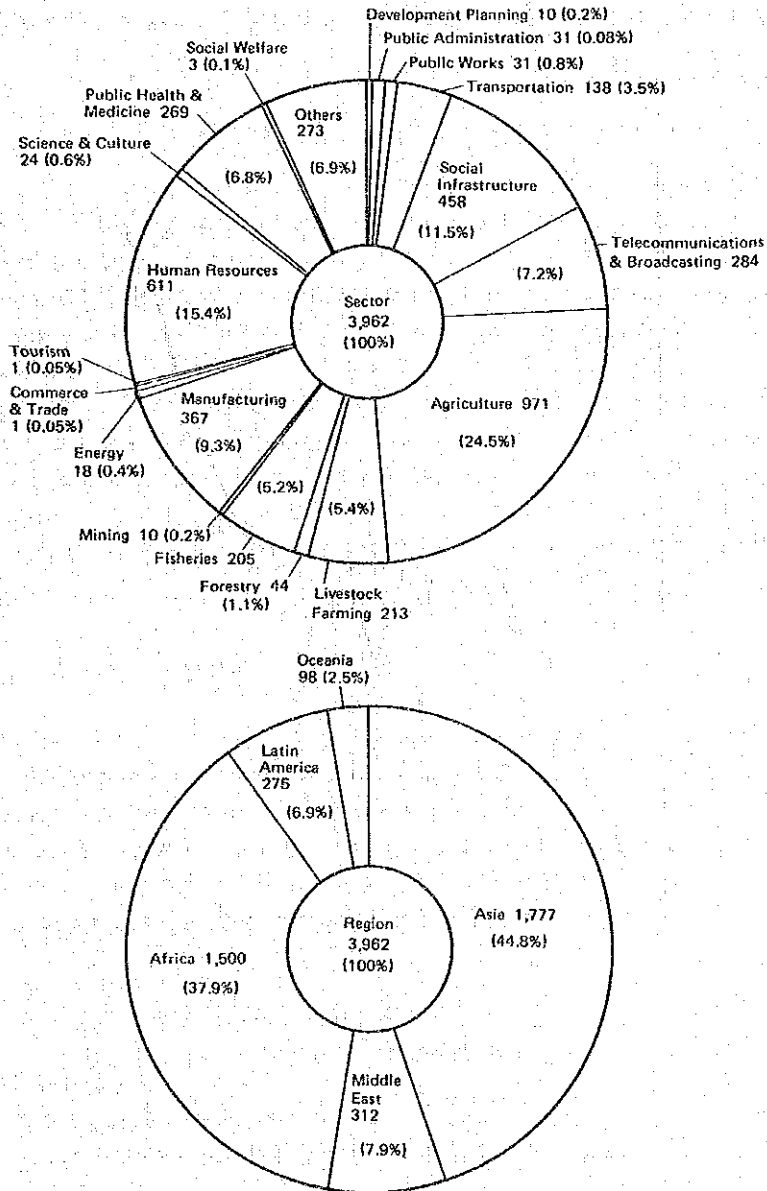 Development Planning 10 (0.2%)
Public Administration 31 (0.08%)
Public Works 31 (0.8%)
Transportation 138 (3.5%)
Social
Infrastructure
458
(11.5%)
Telecommunications
& Broadcasting 284
(7.2%)
Agriculture 971
(24.5%)
Livestock
Farming 213
(5.4%)
Forestry 44
(1.1%)
Fisheries 205
(5.2%)
Mining 10 (0.2%)
Manufacturing
367
(9.3%)
Energy
18 (0.4%)
Commerce
& Trade
1 (0.05%)
Tourism
1 (0.05%)
Human Resources
611
(15.4%)
Science & Culture
24 (0.6%)
Public Health &
Medicine 269
(6.8%)
Social Welfare
3 (0.1%)
Others
273
(6.9%)
Sector
3,962
(100%)
Oceania
98 (2.5%)
Latin
America
275
(6.9%)
Asia 1,777
(44.8%)
Region
3,962
(100%)
Africa 1,500
(37.9%)
Middle
East
312
(7.9%)